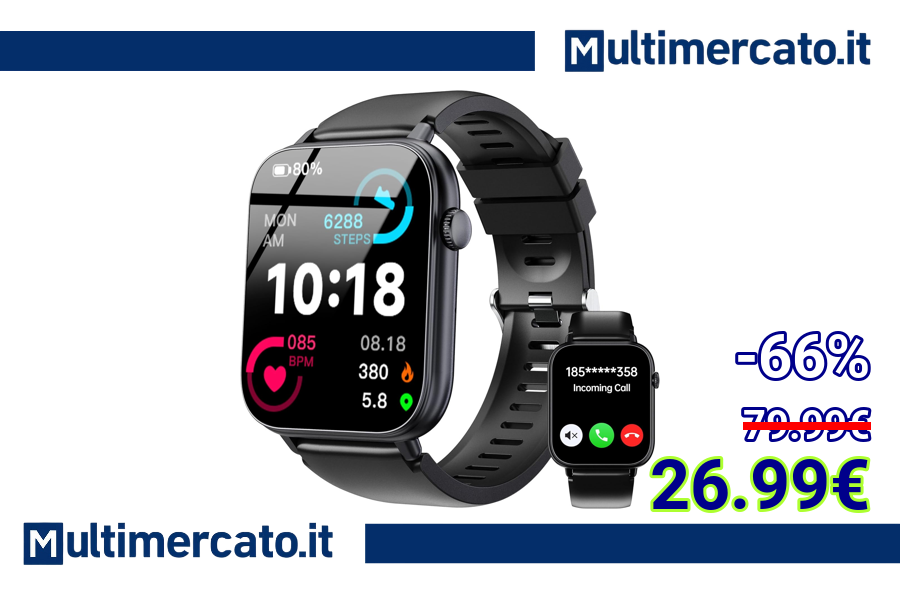 Multimercato.it
80%
MON
6288
AM
STEPS
10:18
085
BPM
08.18
380
5.8
185*****358
Incoming Call
-66%
79.99€
26.99€
Multimercato.it